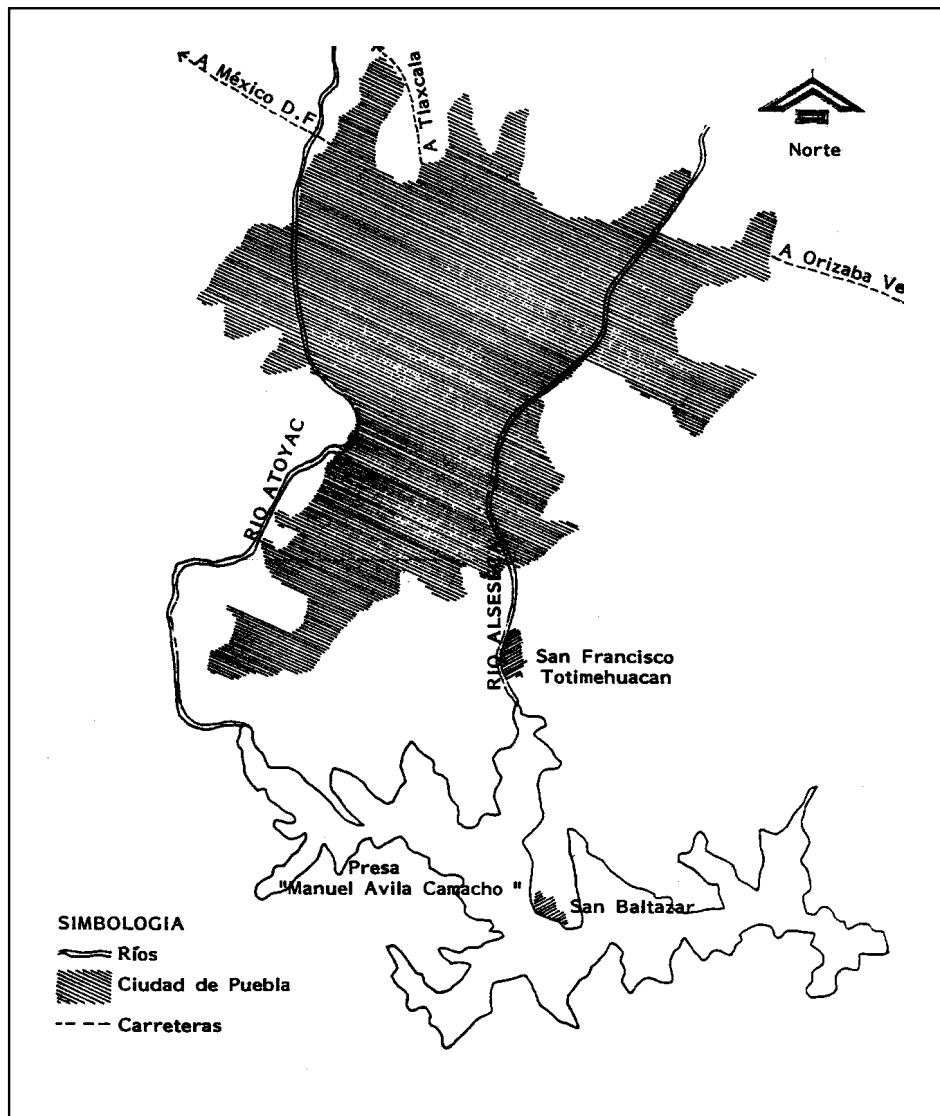 A México D.F
A Tlaxcala
Norte
A Orizaba Ve
RIO ATOYAC
RIO ALSESE
San Francisco
Totimehuacan
Presa
"Manuel Avila Camacho "
San Baltazar
SIMBOLOGIA
Ríos
Ciudad de Puebla
Carreteras